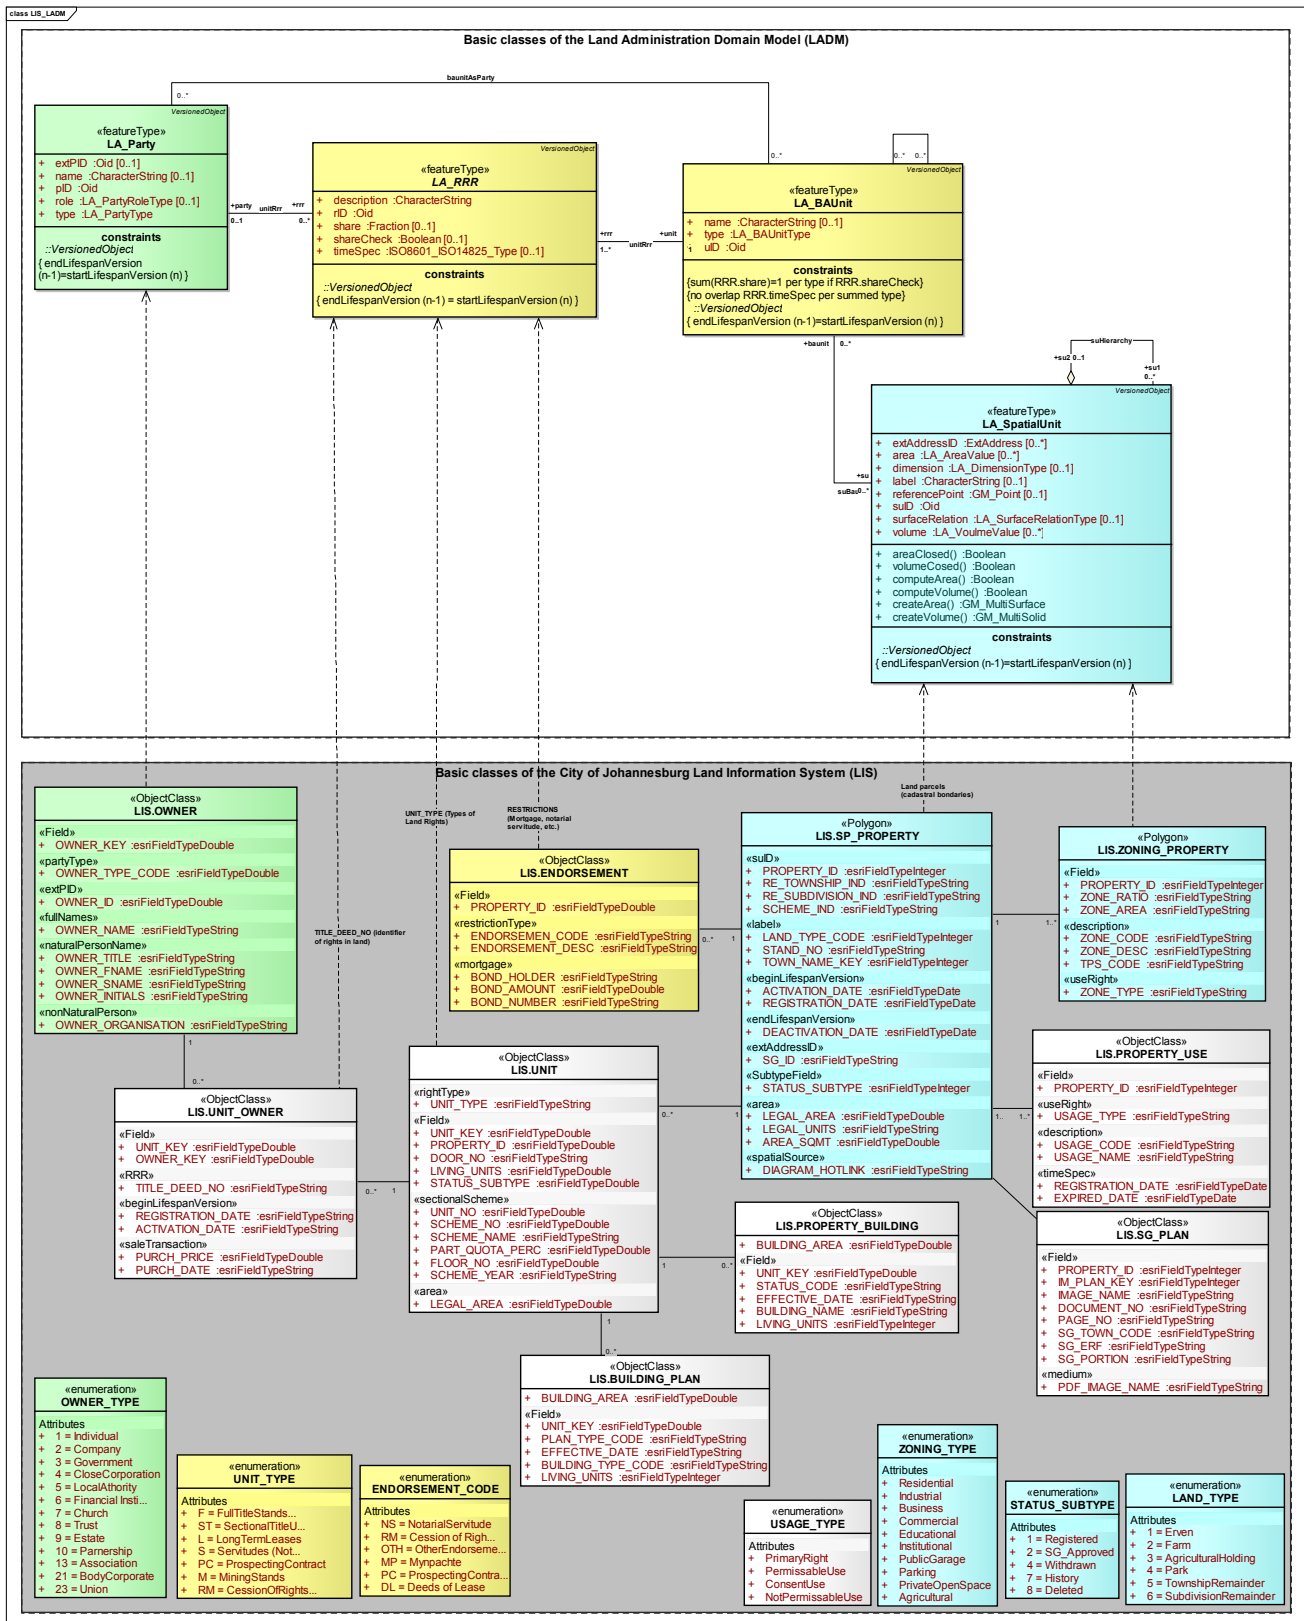 class LIS_LADM
Basic classes of the Land Administration Domain Model (LADM)
baunitAsParty
0..*
0..*
VersionedObject
«featureType»
LA_Party
+ extPID :Oid [0..1]
+ name :CharacterString [0..1]
+ pID :Oid
+ role :LA_PartyRoleType [0..1]
+ type :LA_PartyType
constraints
::VersionedObject
{ endLifespanVersion
(n-1)=startLifespanVersion (n) }
+party unitRrr +rrr
0..1 0..*
VersionedObject
«featureType»
LA_RRR
+ description :CharacterString
+ rID :Oid
+ share :Fraction [0..1]
+ shareCheck :Boolean [0..1]
+ timeSpec :ISO8601_ISO14825_Type [0..1]
constraints
::VersionedObject
{ endLifespanVersion (n-1) = startLifespanVersion (n) }
+rrr +unit
1..* unitRrr 1
0..* 0..*
VersionedObject
«featureType»
LA_BAUnit
+ name :CharacterString [0..1]
+ type :LA_BAUnitType
+ uID :Oid
constraints
{sum(RRR.share)=1 per type if RRR.shareCheck}
{no overlap RRR.timeSpec per summed type}
::VersionedObject
{ endLifespanVersion (n-1)=startLifespanVersion (n) }
+baunit 0..*
suHierarchy
+su2 0..1
+su1
0..*
+su
suBau 0..*
VersionedObject
«featureType»
LA_SpatialUnit
+ extAddressID :ExtAddress [0..*]
+ area :LA_AreaValue [0..*]
+ dimension :LA_DimensionType [0..1]
+ label :CharacterString [0..1]
+ referencePoint :GM_Point [0..1]
+ suID :Oid
+ surfaceRelation :LA_SurfaceRelationType [0..1]
+ volume :LA_VoulmeValue [0..*]
+ areaClosed() :Boolean
+ volumeCosed() :Boolean
+ computeArea() :Boolean
+ computeVolume() :Boolean
+ createArea() :GM_MultiSurface
+ createVolume() :GM_MultiSolid
constraints
::VersionedObject
{ endLifespanVersion (n-1)=startLifespanVersion (n) }
Basic classes of the City of Johannesburg Land Information System (LIS)
«ObjectClass»
LIS.OWNER
«Field»
+ OWNER_KEY :esriFieldTypeDouble
«partyType»
+ OWNER_TYPE_CODE :esriFieldTypeDouble
«extPID»
+ OWNER_ID :esriFieldTypeDouble
«fullNames»
+ OWNER_NAME :esriFieldTypeString
«naturalPersonName»
+ OWNER_TITLE :esriFieldTypeString
+ OWNER_FNAME :esriFieldTypeString
+ OWNER_SNAME :esriFieldTypeString
+ OWNER_INITIALS :esriFieldTypeString
«nonNaturalPerson»
+ OWNER_ORGANISATION :esriFieldTypeString
1
0..*
TITLE_DEED_NO (identifier
of rights in land)
UNIT_TYPE (Types of
Land Rights)
RESTRICTIONS
(Mortgage, notarial
servitude, etc.)
Land parcels
(cadastral bondaries)
«ObjectClass»
LIS.ENDORSEMENT
«Field»
+ PROPERTY_ID :esriFieldTypeDouble
«restrictionType»
+ ENDORSEMEN_CODE :esriFieldTypeString
+ ENDORSEMENT_DESC :esriFieldTypeString
«mortgage»
+ BOND_HOLDER :esriFieldTypeString
+ BOND_AMOUNT :esriFieldTypeDouble
+ BOND_NUMBER :esriFieldTypeString
0..* 1
«Polygon»
LIS.SP_PROPERTY
«suID»
+ PROPERTY_ID :esriFieldTypeInteger
+ RE_TOWNSHIP_IND :esriFieldTypeString
+ RE_SUBDIVISION_IND :esriFieldTypeString
+ SCHEME_IND :esriFieldTypeString
«label»
+ LAND_TYPE_CODE :esriFieldTypeInteger
+ STAND_NO :esriFieldTypeString
+ TOWN_NAME_KEY :esriFieldTypeInteger
«beginLifespanVersion»
+ ACTIVATION_DATE :esriFieldTypeDate
+ REGISTRATION_DATE :esriFieldTypeDate
«endLifespanVersion»
+ DEACTIVATION_DATE :esriFieldTypeDate
«extAddressID»
+ SG_ID :esriFieldTypeString
«SubtypeField»
+ STATUS_SUBTYPE :esriFieldTypeInteger
«area»
+ LEGAL_AREA :esriFieldTypeDouble
+ LEGAL_UNITS :esriFieldTypeString
+ AREA_SQMT :esriFieldTypeDouble
«spatialSource»
+ DIAGRAM_HOTLINK :esriFieldTypeString
1 1..*
«Polygon»
LIS.ZONING_PROPERTY
«Field»
+ PROPERTY_ID :esriFieldTypeInteger
+ ZONE_RATIO :esriFieldTypeString
+ ZONE_AREA :esriFieldTypeString
«description»
+ ZONE_CODE :esriFieldTypeString
+ ZONE_DESC :esriFieldTypeString
+ TPS_CODE :esriFieldTypeString
«useRight»
+ ZONE_TYPE :esriFieldTypeString
«ObjectClass»
LIS.PROPERTY_USE
«Field»
+ PROPERTY_ID :esriFieldTypeInteger
«useRight»
+ USAGE_TYPE :esriFieldTypeString
«description»
+ USAGE_CODE :esriFieldTypeString
+ USAGE_NAME :esriFieldTypeString
«timeSpec»
+ REGISTRATION_DATE :esriFieldTypeDate
+ EXPIRED_DATE :esriFieldTypeDate
1.. 1..*
«ObjectClass»
LIS.UNIT_OWNER
«Field»
+ UNIT_KEY :esriFieldTypeDouble
+ OWNER_KEY :esriFieldTypeDouble
«RRR»
+ TITLE_DEED_NO :esriFieldTypeString
«beginLifespanVersion»
+ REGISTRATION_DATE :esriFieldTypeString
+ ACTIVATION_DATE :esriFieldTypeString
«saleTransaction»
+ PURCH_PRICE :esriFieldTypeDouble
+ PURCH_DATE :esriFieldTypeString
0..* 1
«ObjectClass»
LIS.UNIT
«rightType»
+ UNIT_TYPE :esriFieldTypeString
«Field»
+ UNIT_KEY :esriFieldTypeDouble
+ PROPERTY_ID :esriFieldTypeDouble
+ DOOR_NO :esriFieldTypeString
+ LIVING_UNITS :esriFieldTypeDouble
+ STATUS_SUBTYPE :esriFieldTypeDouble
«sectionalScheme»
+ UNIT_NO :esriFieldTypeDouble
+ SCHEME_NO :esriFieldTypeDouble
+ SCHEME_NAME :esriFieldTypeString
+ PART_QUOTA_PERC :esriFieldTypeDouble
+ FLOOR_NO :esriFieldTypeDouble
+ SCHEME_YEAR :esriFieldTypeString
«area»
+ LEGAL_AREA :esriFieldTypeDouble
0..* 1
1 0..*
1
0..*
«ObjectClass»
LIS.PROPERTY_BUILDING
+ BUILDING_AREA :esriFieldTypeDouble
«Field»
+ UNIT_KEY :esriFieldTypeDouble
+ STATUS_CODE :esriFieldTypeString
+ EFFECTIVE_DATE :esriFieldTypeString
+ BUILDING_NAME :esriFieldTypeString
+ LIVING_UNITS :esriFieldTypeInteger
«ObjectClass»
LIS.SG_PLAN
«Field»
+ PROPERTY_ID :esriFieldTypeInteger
+ IM_PLAN_KEY :esriFieldTypeInteger
+ IMAGE_NAME :esriFieldTypeString
+ DOCUMENT_NO :esriFieldTypeString
+ PAGE_NO :esriFieldTypeString
+ SG_TOWN_CODE :esriFieldTypeString
+ SG_ERF :esriFieldTypeString
+ SG_PORTION :esriFieldTypeString
«medium»
+ PDF_IMAGE_NAME :esriFieldTypeString
«ObjectClass»
LIS.BUILDING_PLAN
+ BUILDING_AREA :esriFieldTypeDouble
«Field»
+ UNIT_KEY :esriFieldTypeDouble
+ PLAN_TYPE_CODE :esriFieldTypeString
+ EFFECTIVE_DATE :esriFieldTypeString
+ BUILDING_TYPE_CODE :esriFieldTypeString
+ LIVING_UNITS :esriFieldTypeInteger
«enumeration»
OWNER_TYPE
Attributes
+ 1 = Individual
+ 2 = Company
+ 3 = Government
+ 4 = CloseCorporation
+ 5 = LocalAthority
+ 6 = Financial Insti...
+ 7 = Church
+ 8 = Trust
+ 9 = Estate
+ 10 = Parnership
+ 13 = Association
+ 21 = BodyCorporate
+ 23 = Union
«enumeration»
UNIT_TYPE
Attributes
+ F = FullTitleStands...
+ ST = SectionalTitleU...
+ L = LongTermLeases
+ S = Servitudes (Not...
+ PC = ProspectingContract
+ M = MiningStands
+ RM = CessionOfRights...
«enumeration»
ENDORSEMENT_CODE
Attributes
+ NS = NotarialServitude
+ RM = Cession of Righ...
+ OTH = OtherEndorseme...
+ MP = Mynpachte
+ PC = ProspectingContra...
+ DL = Deeds of Lease
«enumeration»
USAGE_TYPE
Attributes
+ PrimaryRight
+ PermissableUse
+ ConsentUse
+ NotPermissableUse
«enumeration»
ZONING_TYPE
Attributes
+ Residential
+ Industrial
+ Business
+ Commercial
+ Educational
+ Institutional
+ PublicGarage
+ Parking
+ PrivateOpenSpace
+ Agricultural
«enumeration»
STATUS_SUBTYPE
Attributes
+ 1 = Registered
+ 2 = SG_Approved
+ 4 = Withdrawn
+ 7 = History
+ 8 = Deleted
«enumeration»
LAND_TYPE
Attributes
+ 1 = Erven
+ 2 = Farm
+ 3 = AgriculturalHolding
+ 4 = Park
+ 5 = TownshipRemainder
+ 6 = SubdivisionRemainder